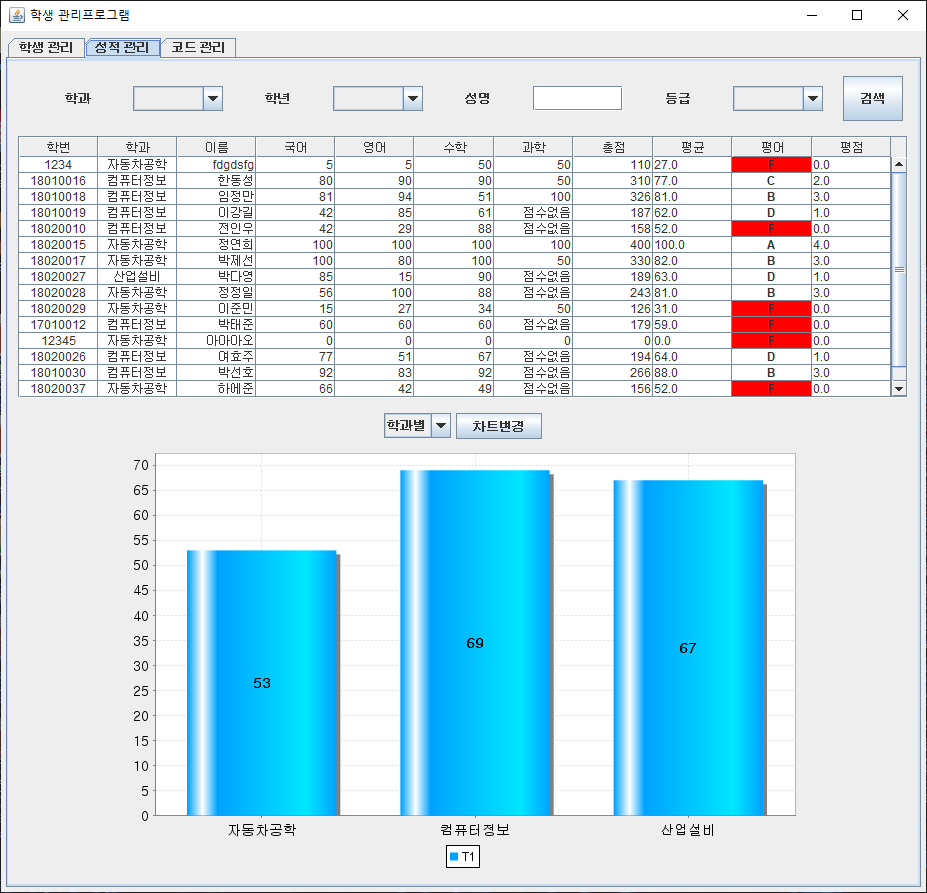 학생 관리프로그램
학생 관리 성적 관리 코드 관리
학과 학년 성명 등급 검색
학번 학과 이름 국어 영어 수학 과학 총점 평균 평어 평점
1234 자동차공학 fdgdsfg 5 5 50 50 110 27.0 F 0.0
18010016 컴퓨터정보 한동성 80 90 90 50 310 77.0 C 2.0
18010018 컴퓨터정보 임정만 81 94 51 100 326 81.0 B 3.0
18010019 컴퓨터정보 이강길 42 85 61 점수없음 187 62.0 D 1.0
18020010 컴퓨터정보 전인우 42 29 88 점수없음 158 52.0 F 0.0
18020015 자동차공학 정연희 100 100 100 100 400 100.0 A 4.0
18020017 자동차공학 박제선 100 80 100 50 330 82.0 B 3.0
18020027 산업설비 박다영 85 15 90 점수없음 189 63.0 D 1.0
18020028 자동차공학 정정일 56 100 88 점수없음 243 81.0 B 3.0
18020029 자동차공학 이준민 15 27 34 50 126 31.0 F 0.0
17010012 컴퓨터정보 박태준 60 60 60 점수없음 179 59.0 F 0.0
12345 자동차공학 아마아오 0 0 0 0 0 0.0 F 0.0
18020026 컴퓨터정보 여효주 77 51 67 점수없음 194 64.0 D 1.0
18010030 컴퓨터정보 박선호 92 83 92 점수없음 266 88.0 B 3.0
18020037 자동차공학 하예준 66 42 49 점수없음 156 52.0 F 0.0
학과별 차트변경
70
65
60
55
50
45
40
35
30
25
20
15
10
5
0
53
69
67
자동차공학 컴퓨터정보 산업설비
T1